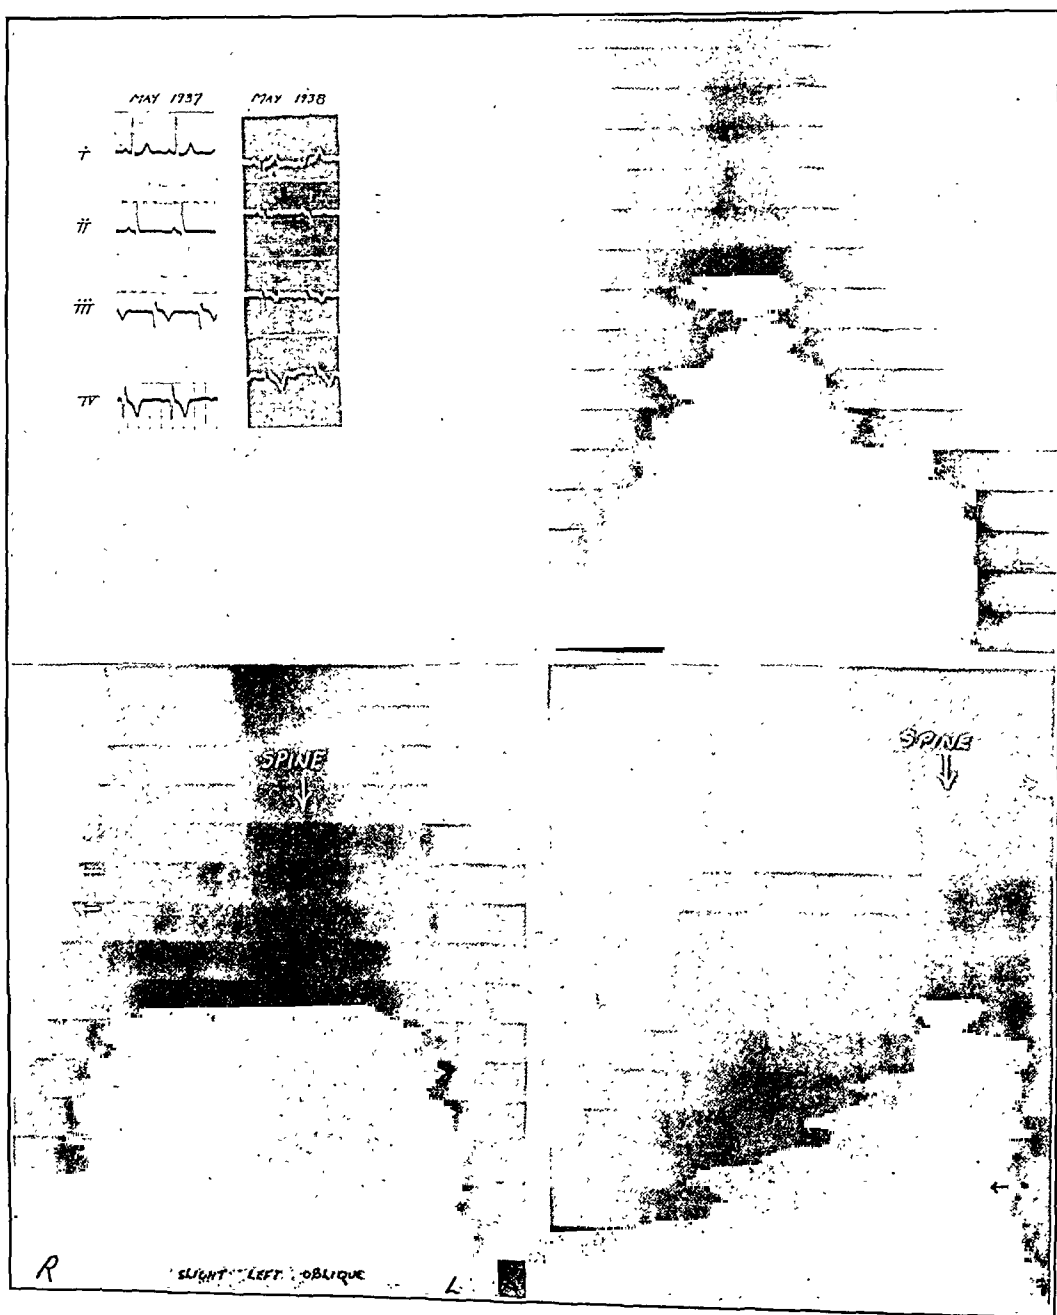 MAY 1937 MAY 1938
I
II
III
IV
SPINE
SPINE
R SLIGHT LEFT OBLIQUE L